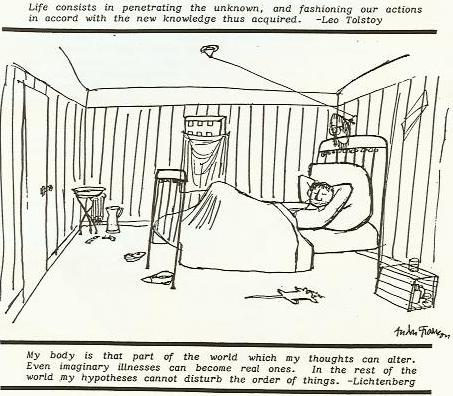 Life consists in penetrating the unknown, and fashioning our actions
in accord with the new knowledge thus acquired. -Leo Tolstoy
My body is that part of the world which my thoughts can alter.
Even imaginary illnesses can become real ones. In the rest of the
world my hypotheses cannot disturb the order of things. -Lichtenberg